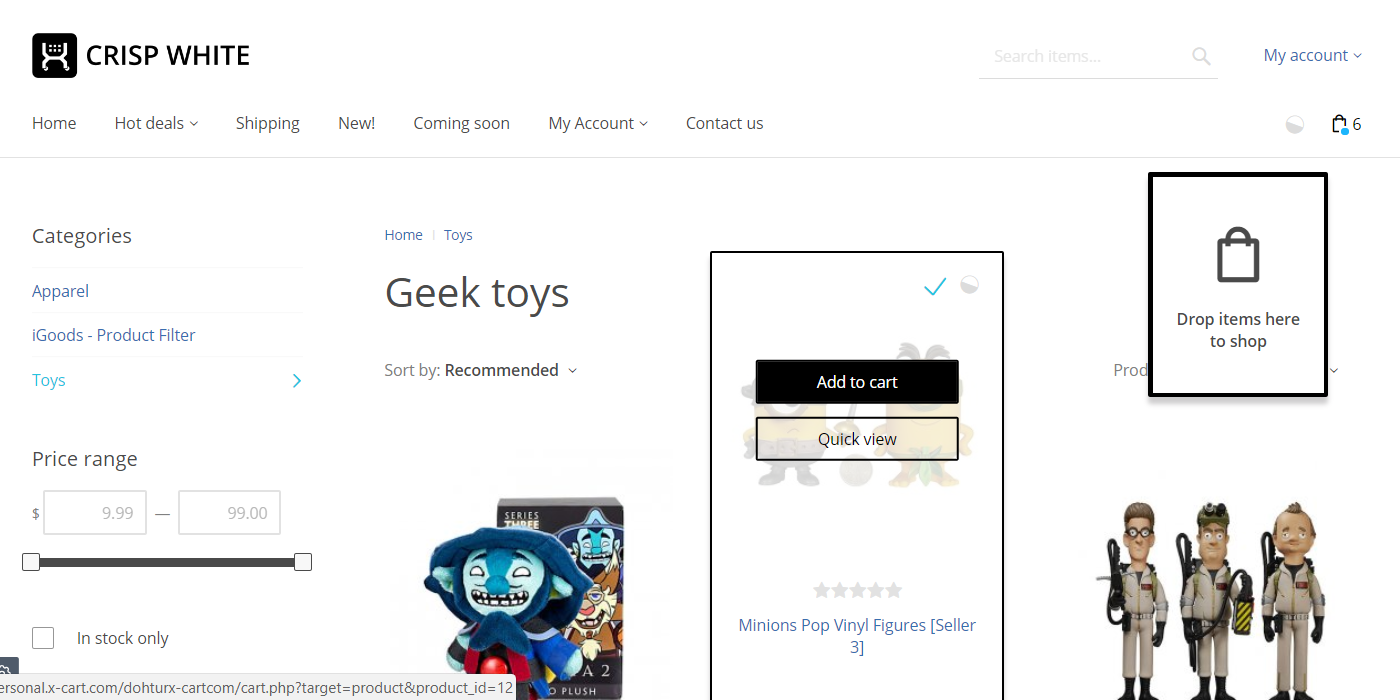 CRISP WHITE
Search items...
My account
Home
Hot deals
Shipping
New!
Coming soon
My Account
Contact us
6
Categories
Apparel
iGoods - Product Filter
Toys
Price range
$ 9.99 — 99.00
In stock only
Home
Toys
Geek toys
Sort by: Recommended
Prod
Drop items here
to shop
Add to cart
Quick view
Minions Pop Vinyl Figures [Seller
3]
SERIES
THREE
A 2
O PLUSH
ersonal.x-cart.com/dohturx-cartcom/cart.php?target=product&product_id=12